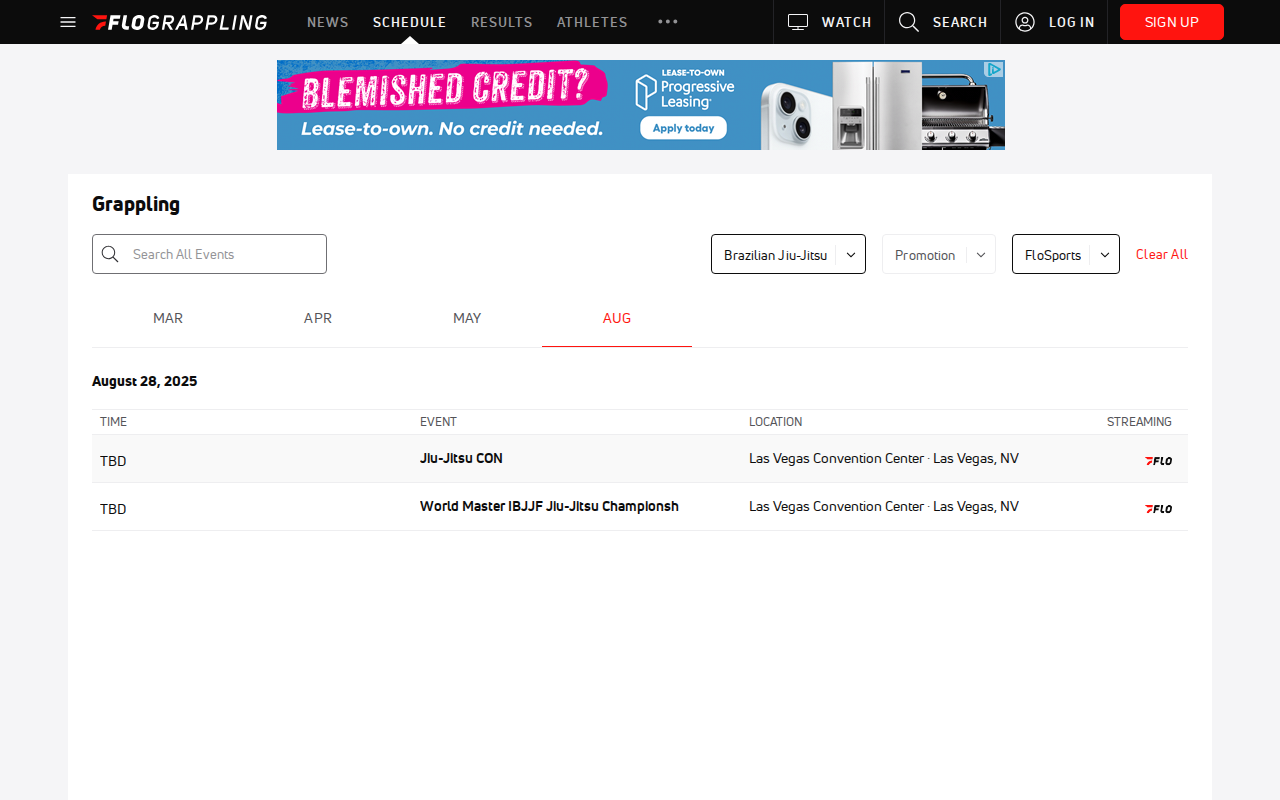 FLOGRAPPLING
NEWS
SCHEDULE
RESULTS
ATHLETES
WATCH
SEARCH
LOG IN
SIGN UP
BLEMISHED CREDIT?
Lease-to-own. No credit needed.
LEASE-TO-OWN
Progressive
Leasing
Apply today
Grappling
Search All Events
Brazilian Jiu-Jitsu
Promotion
FloSports
Clear All
MAR
APR
MAY
AUG
August 28, 2025
TIME
EVENT
LOCATION
STREAMING
TBD
Jiu-Jitsu CON
Las Vegas Convention Center · Las Vegas, NV
FLO
TBD
World Master IBJJF Jiu-Jitsu Championsh
Las Vegas Convention Center · Las Vegas, NV
FLO